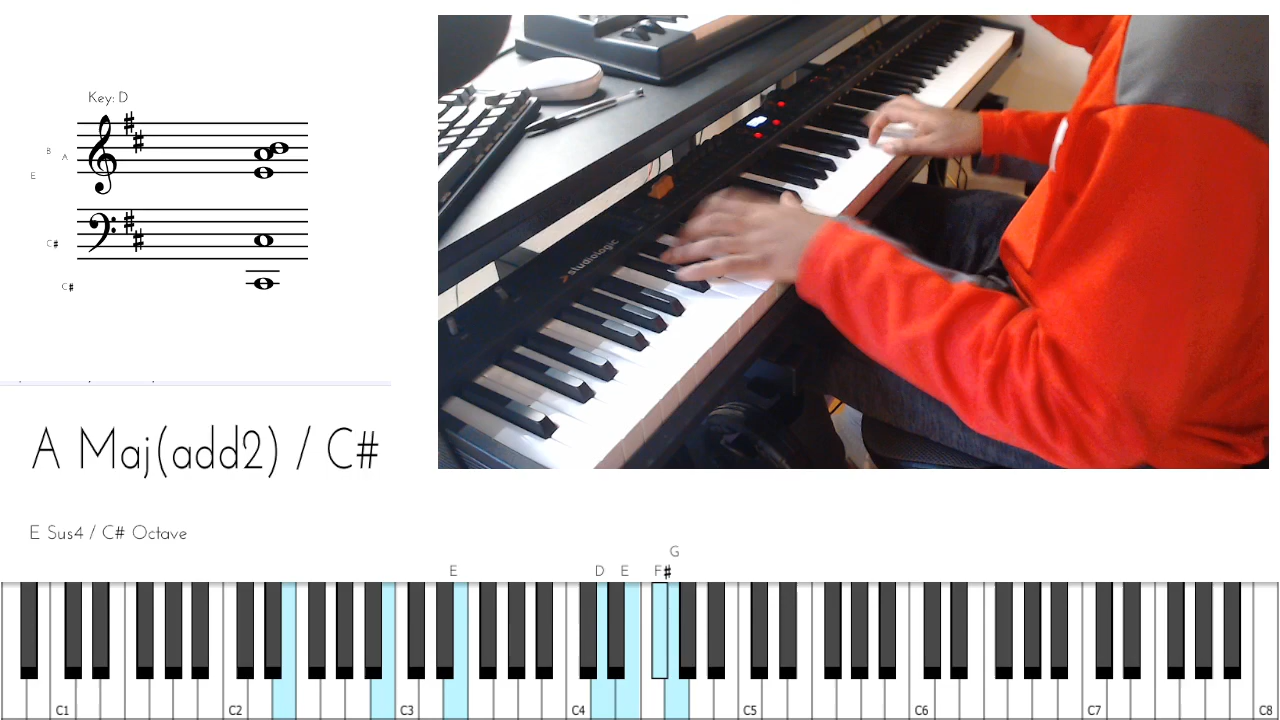 Key: D
B
A
E
C#
C#
studiologic
A Maj(add2) / C#
E Sus4 / C# Octave
G
E D E F#
C1 C2 C3 C4 C5 C6 C7 C8